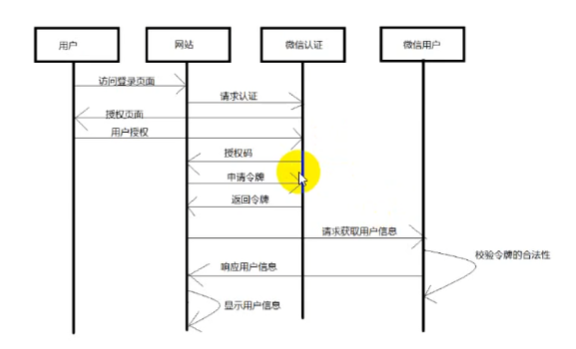 用户
网站
微信认证
微信用户
访问登录页面
请求认证
授权页面
用户授权
授权码
申请令牌
返回令牌
请求获取用户信息
校验令牌的合法性
响应用户信息
显示用户信息